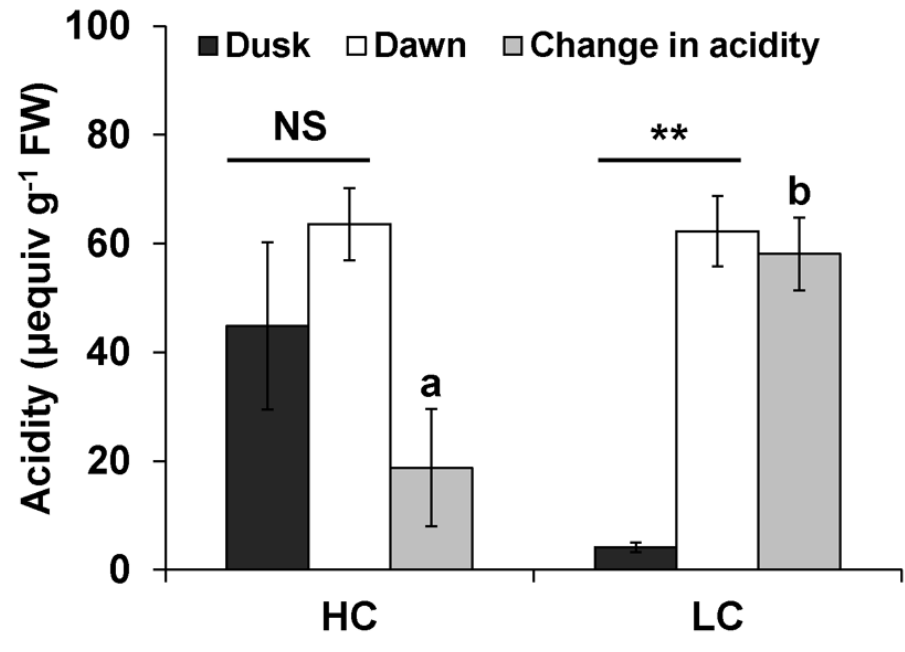 Acidity (µequiv g⁻¹ FW)
100
80
60
40
20
0
Dusk Dawn Change in acidity
NS
**
a
b
HC
LC